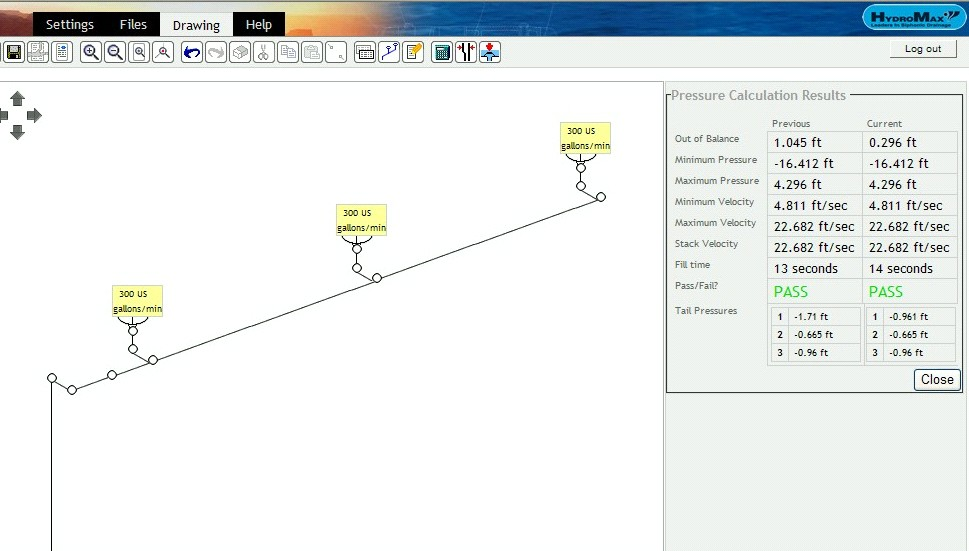 Settings Files Drawing Help
HYDROMAX
Leaders in Siphonic Drainage
Log out
300 US
gallons/min
300 US
gallons/min
300 US
gallons/min
Pressure Calculation Results
Previous Current
Out of Balance 1.045 ft 0.296 ft
Minimum Pressure -16.412 ft -16.412 ft
Maximum Pressure 4.296 ft 4.296 ft
Minimum Velocity 4.811 ft/sec 4.811 ft/sec
Maximum Velocity 22.682 ft/sec 22.682 ft/sec
Stack Velocity 22.682 ft/sec 22.682 ft/sec
Fill time 13 seconds 14 seconds
Pass/Fail? PASS PASS
Tail Pressures 1 -1.71 ft 1 -0.961 ft
2 -0.665 ft 2 -0.665 ft
3 -0.96 ft 3 -0.96 ft
Close